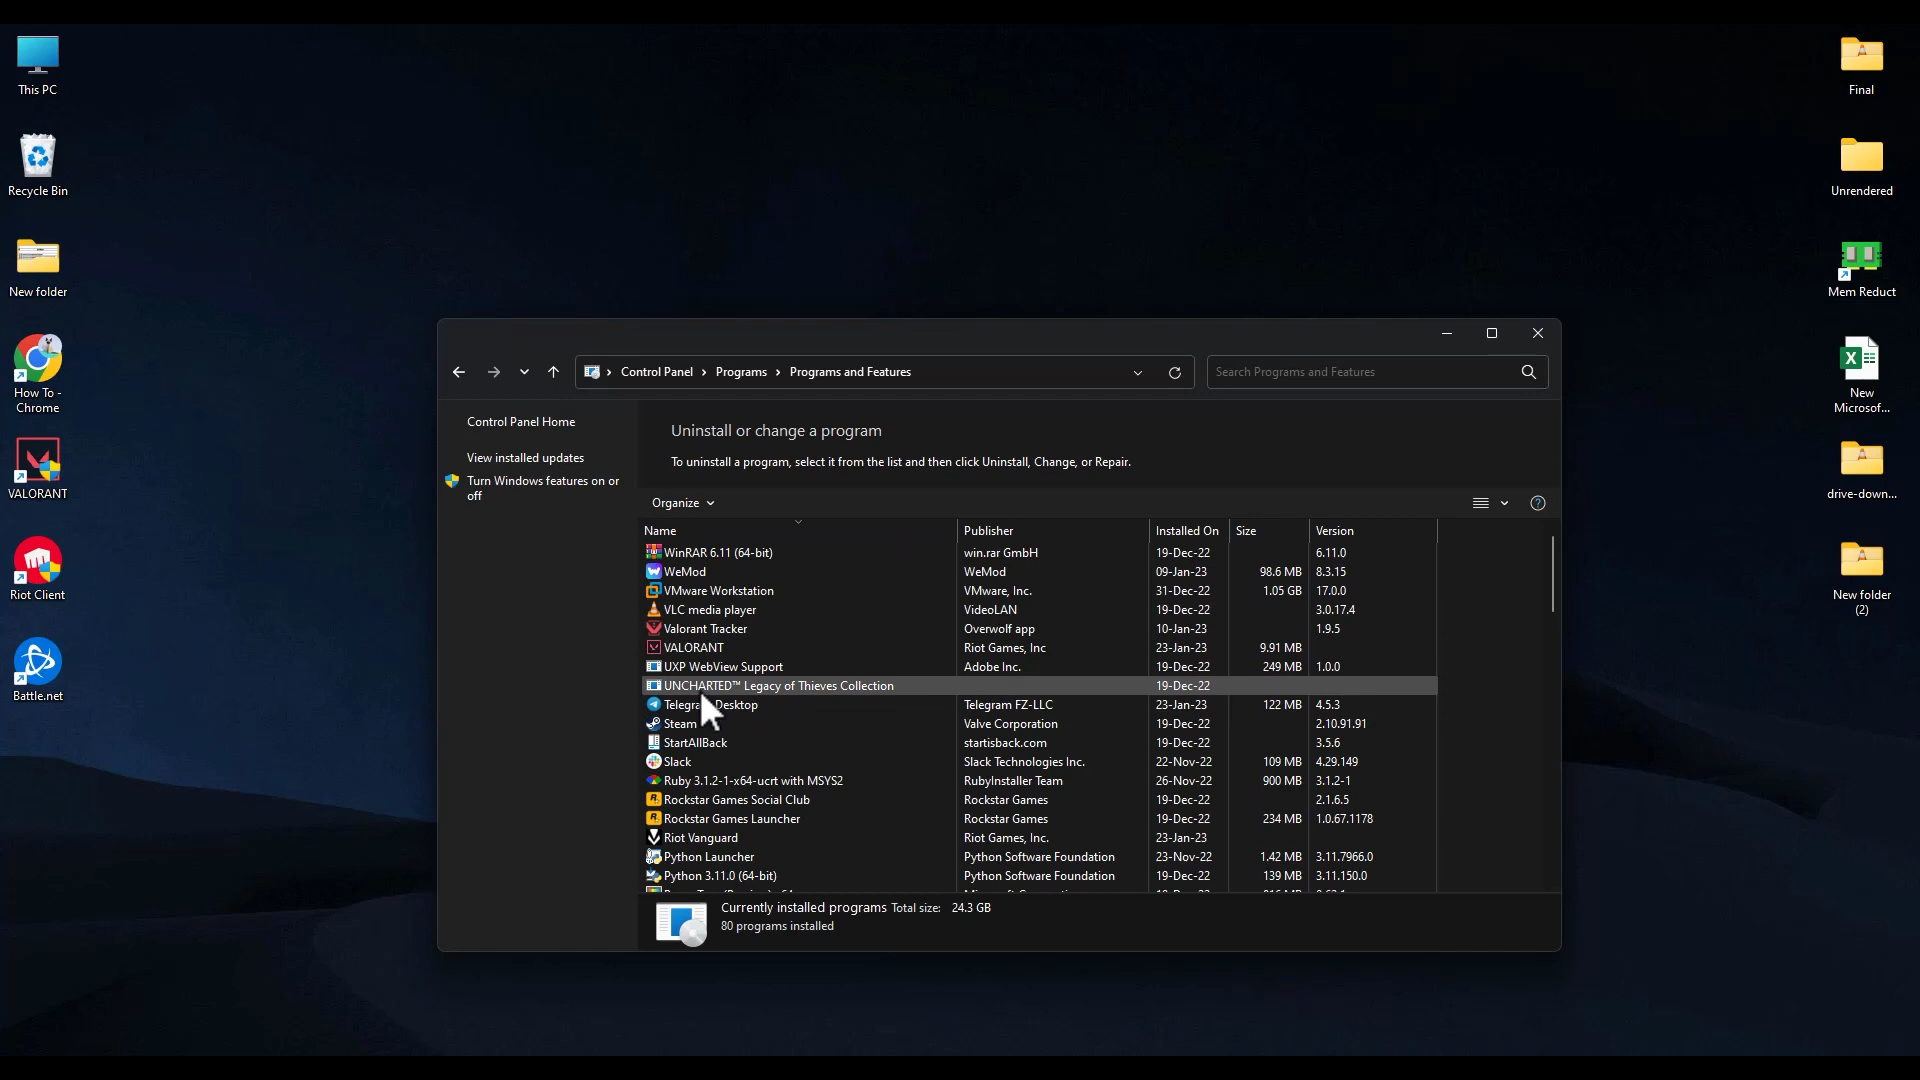 This PC
Recycle Bin
New folder
How To -
Chrome
VALORANT
Riot Client
Battle.net
Final
Unrendered
Mem Reduct
New
Microsof...
drive-down...
New folder
(2)
Control Panel Programs Programs and Features
Search Programs and Features
Control Panel Home
View installed updates
Turn Windows features on or
off
Uninstall or change a program
To uninstall a program, select it from the list and then click Uninstall, Change, or Repair.
Organize
Name Publisher Installed On Size Version
WinRAR 6.11 (64-bit) win.rar GmbH 19-Dec-22 6.11.0
WeMod WeMod 09-Jan-23 98.6 MB 8.3.15
VMware Workstation VMware, Inc. 31-Dec-22 1.05 GB 17.0.0
VLC media player VideoLAN 19-Dec-22 3.0.17.4
Valorant Tracker Overwolf app 10-Jan-23 1.9.5
VALORANT Riot Games, Inc 23-Jan-23 9.91 MB
UXP WebView Support Adobe Inc. 19-Dec-22 249 MB 1.0.0
UNCHARTED™ Legacy of Thieves Collection 19-Dec-22
Desktop Telegram FZ-LLC 23-Jan-23 122 MB 4.5.3
Steam Valve Corporation 19-Dec-22 2.10.91.91
StartAllBack startisback.com 19-Dec-22 3.5.6
Slack Slack Technologies Inc. 22-Nov-22 109 MB 4.29.149
Ruby 3.1.2-1-x64-ucrt with MSYS2 RubyInstaller Team 26-Nov-22 900 MB 3.1.2-1
Rockstar Games Social Club Rockstar Games 19-Dec-22 2.1.6.5
Rockstar Games Launcher Rockstar Games 19-Dec-22 234 MB 1.0.67.1178
Riot Vanguard Riot Games, Inc. 23-Jan-23
Python Launcher Python Software Foundation 23-Nov-22 1.42 MB 3.11.7966.0
Python 3.11.0 (64-bit) Python Software Foundation 19-Dec-22 139 MB 3.11.150.0
Currently installed programs Total size: 24.3 GB
80 programs installed